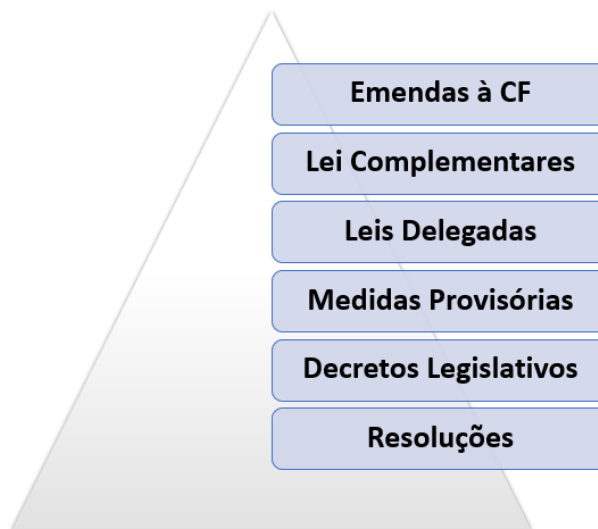 Emendas à CF
Lei Complementares
Leis Delegadas
Medidas Provisórias
Decretos Legislativos
Resoluções